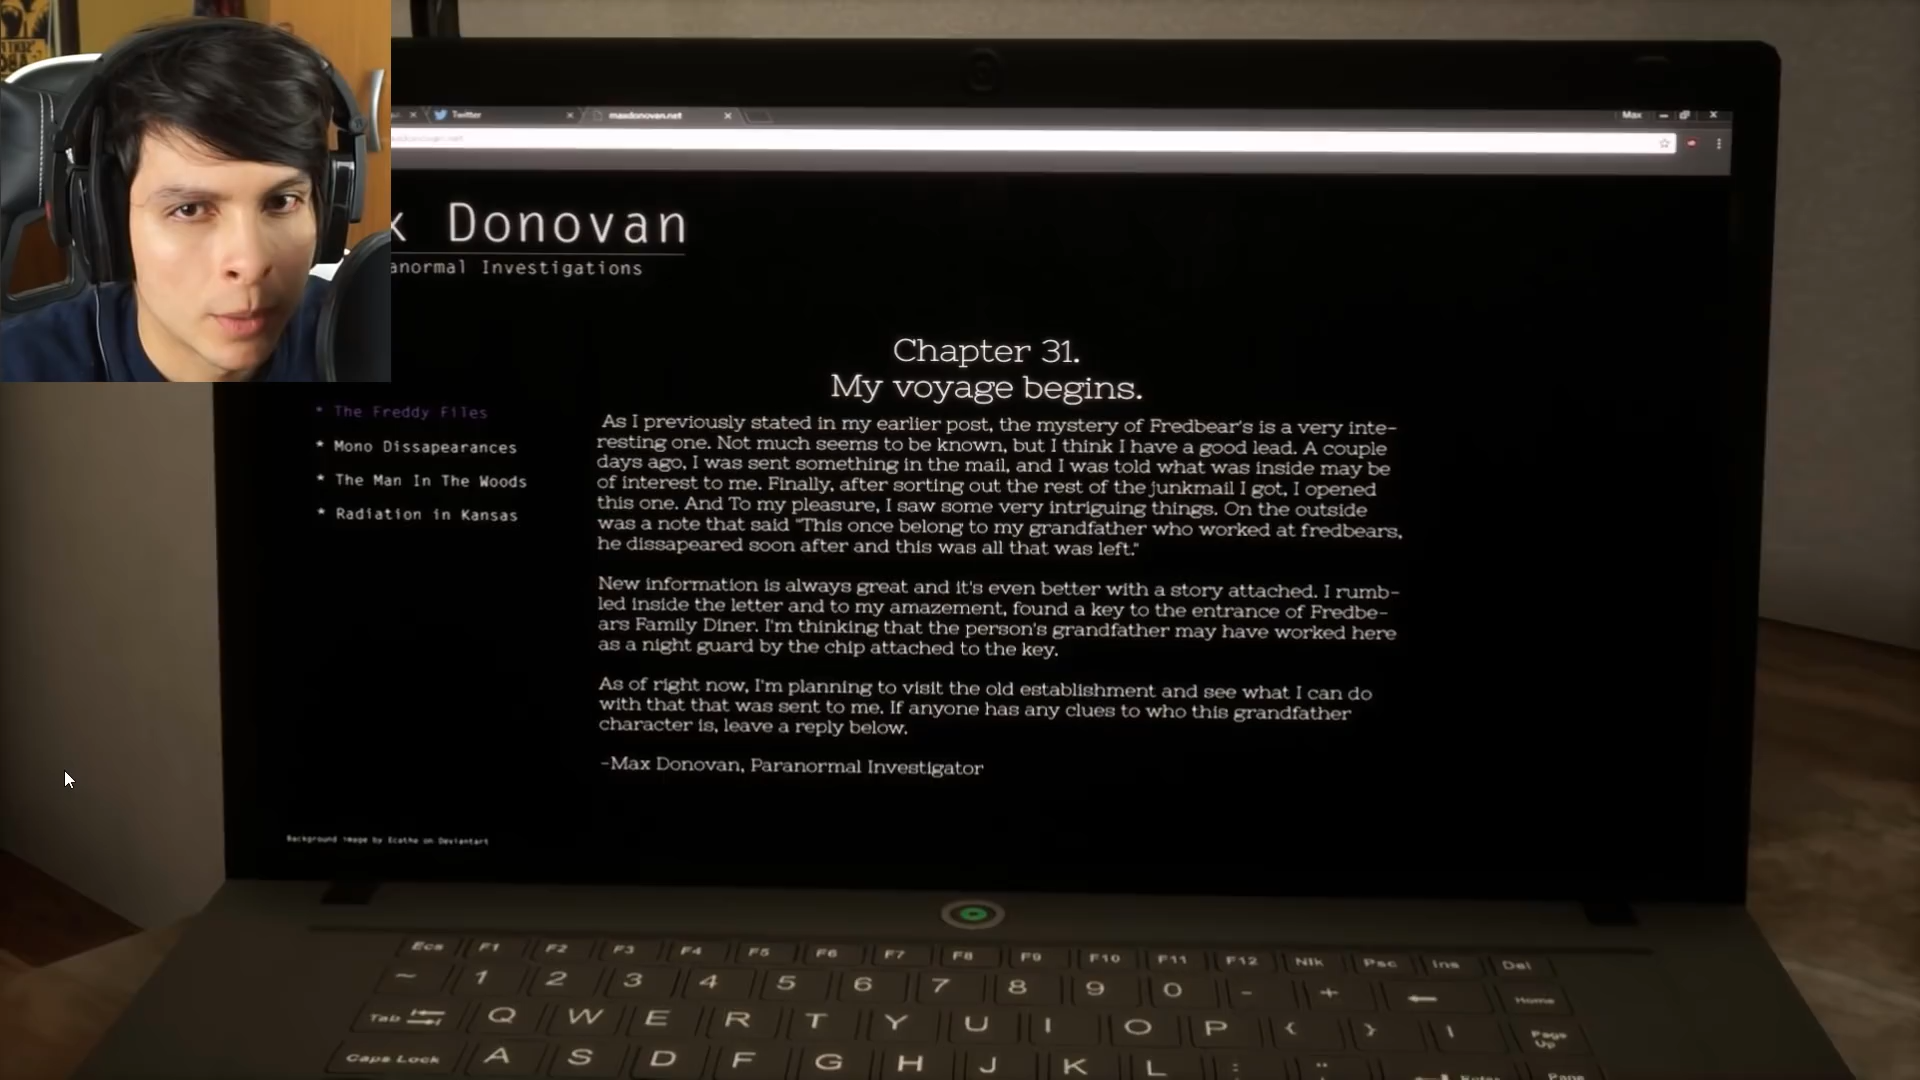 Twitter
maxdonovan.net
Max
x Donovan
anormal Investigations
Chapter 31.
My voyage begins.
* The Freddy Files
* Mono Dissapearances
* The Man In The Woods
* Radiation in Kansas
As I previously stated in my earlier post, the mystery of Fredbear's is a very inte-
resting one. Not much seems to be known, but I think I have a good lead. A couple
days ago, I was sent something in the mail, and I was told what was inside may be
of interest to me. Finally, after sorting out the rest of the junkmail I got, I opened
this one. And To my pleasure, I saw some very intriguing things. On the outside
was a note that said "This once belong to my grandfather who worked at fredbears,
he dissapeared soon after and this was all that was left."
New information is always great and it's even better with a story attached. I rumb-
led inside the letter and to my amazement, found a key to the entrance of Fredbe-
ars Family Diner. I'm thinking that the person's grandfather may have worked here
as a night guard by the chip attached to the key.
As of right now, I'm planning to visit the old establishment and see what I can do
with that that was sent to me. If anyone has any clues to who this grandfather
character is, leave a reply below.
-Max Donovan, Paranormal Investigator
Background image by Ecathe on Deviantart
Ecs F1 F2 F3 F4 F5 F6 F7 F8 F9 F10 F11 F12 Nlk Psc Ins Del
~ 1 2 3 4 5 6 7 8 9 0 - + Home
Tab Q W E R T Y U I O P < > \ Page Up
Caps Lock A S D F G H J K L : "